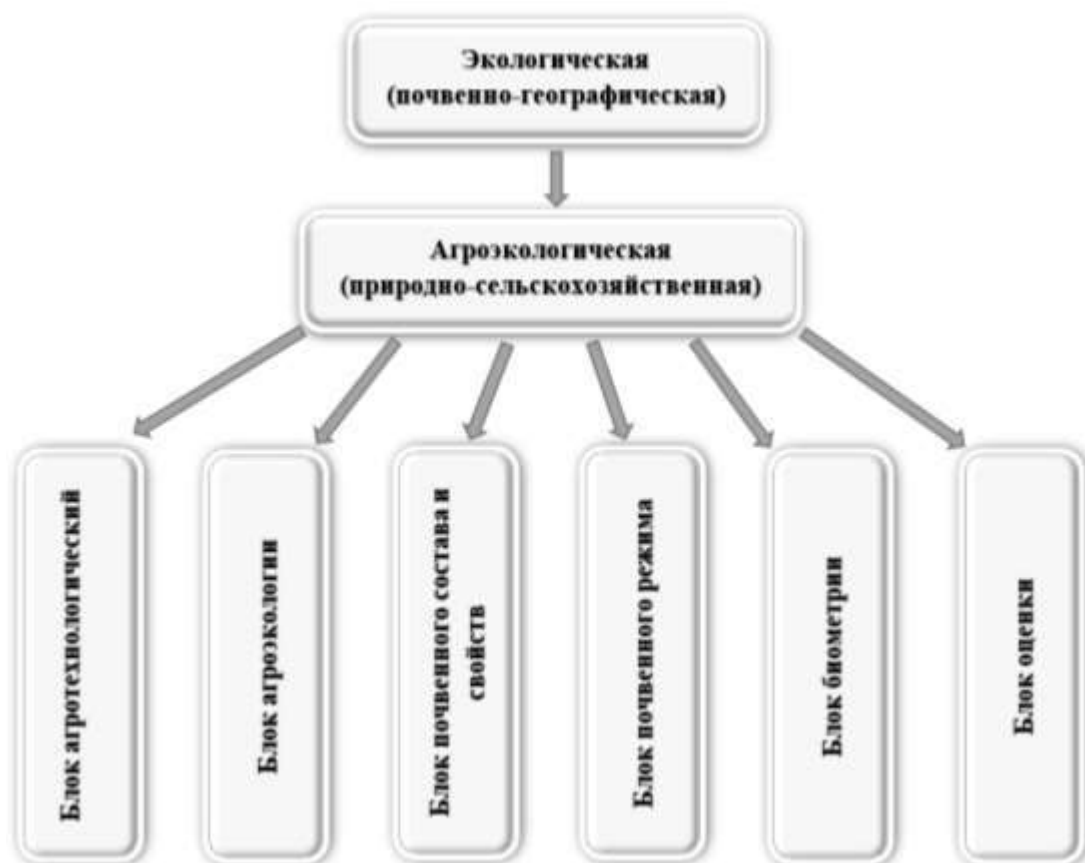 Экологическая
(почвенно-географическая)
Агроэкологическая
(природно-сельскохозяйственная)
Блок агротехнологический
Блок агроэкологии
Блок почвенного состава и
свойств
Блок почвенного режима
Блок биометрии
Блок оценки